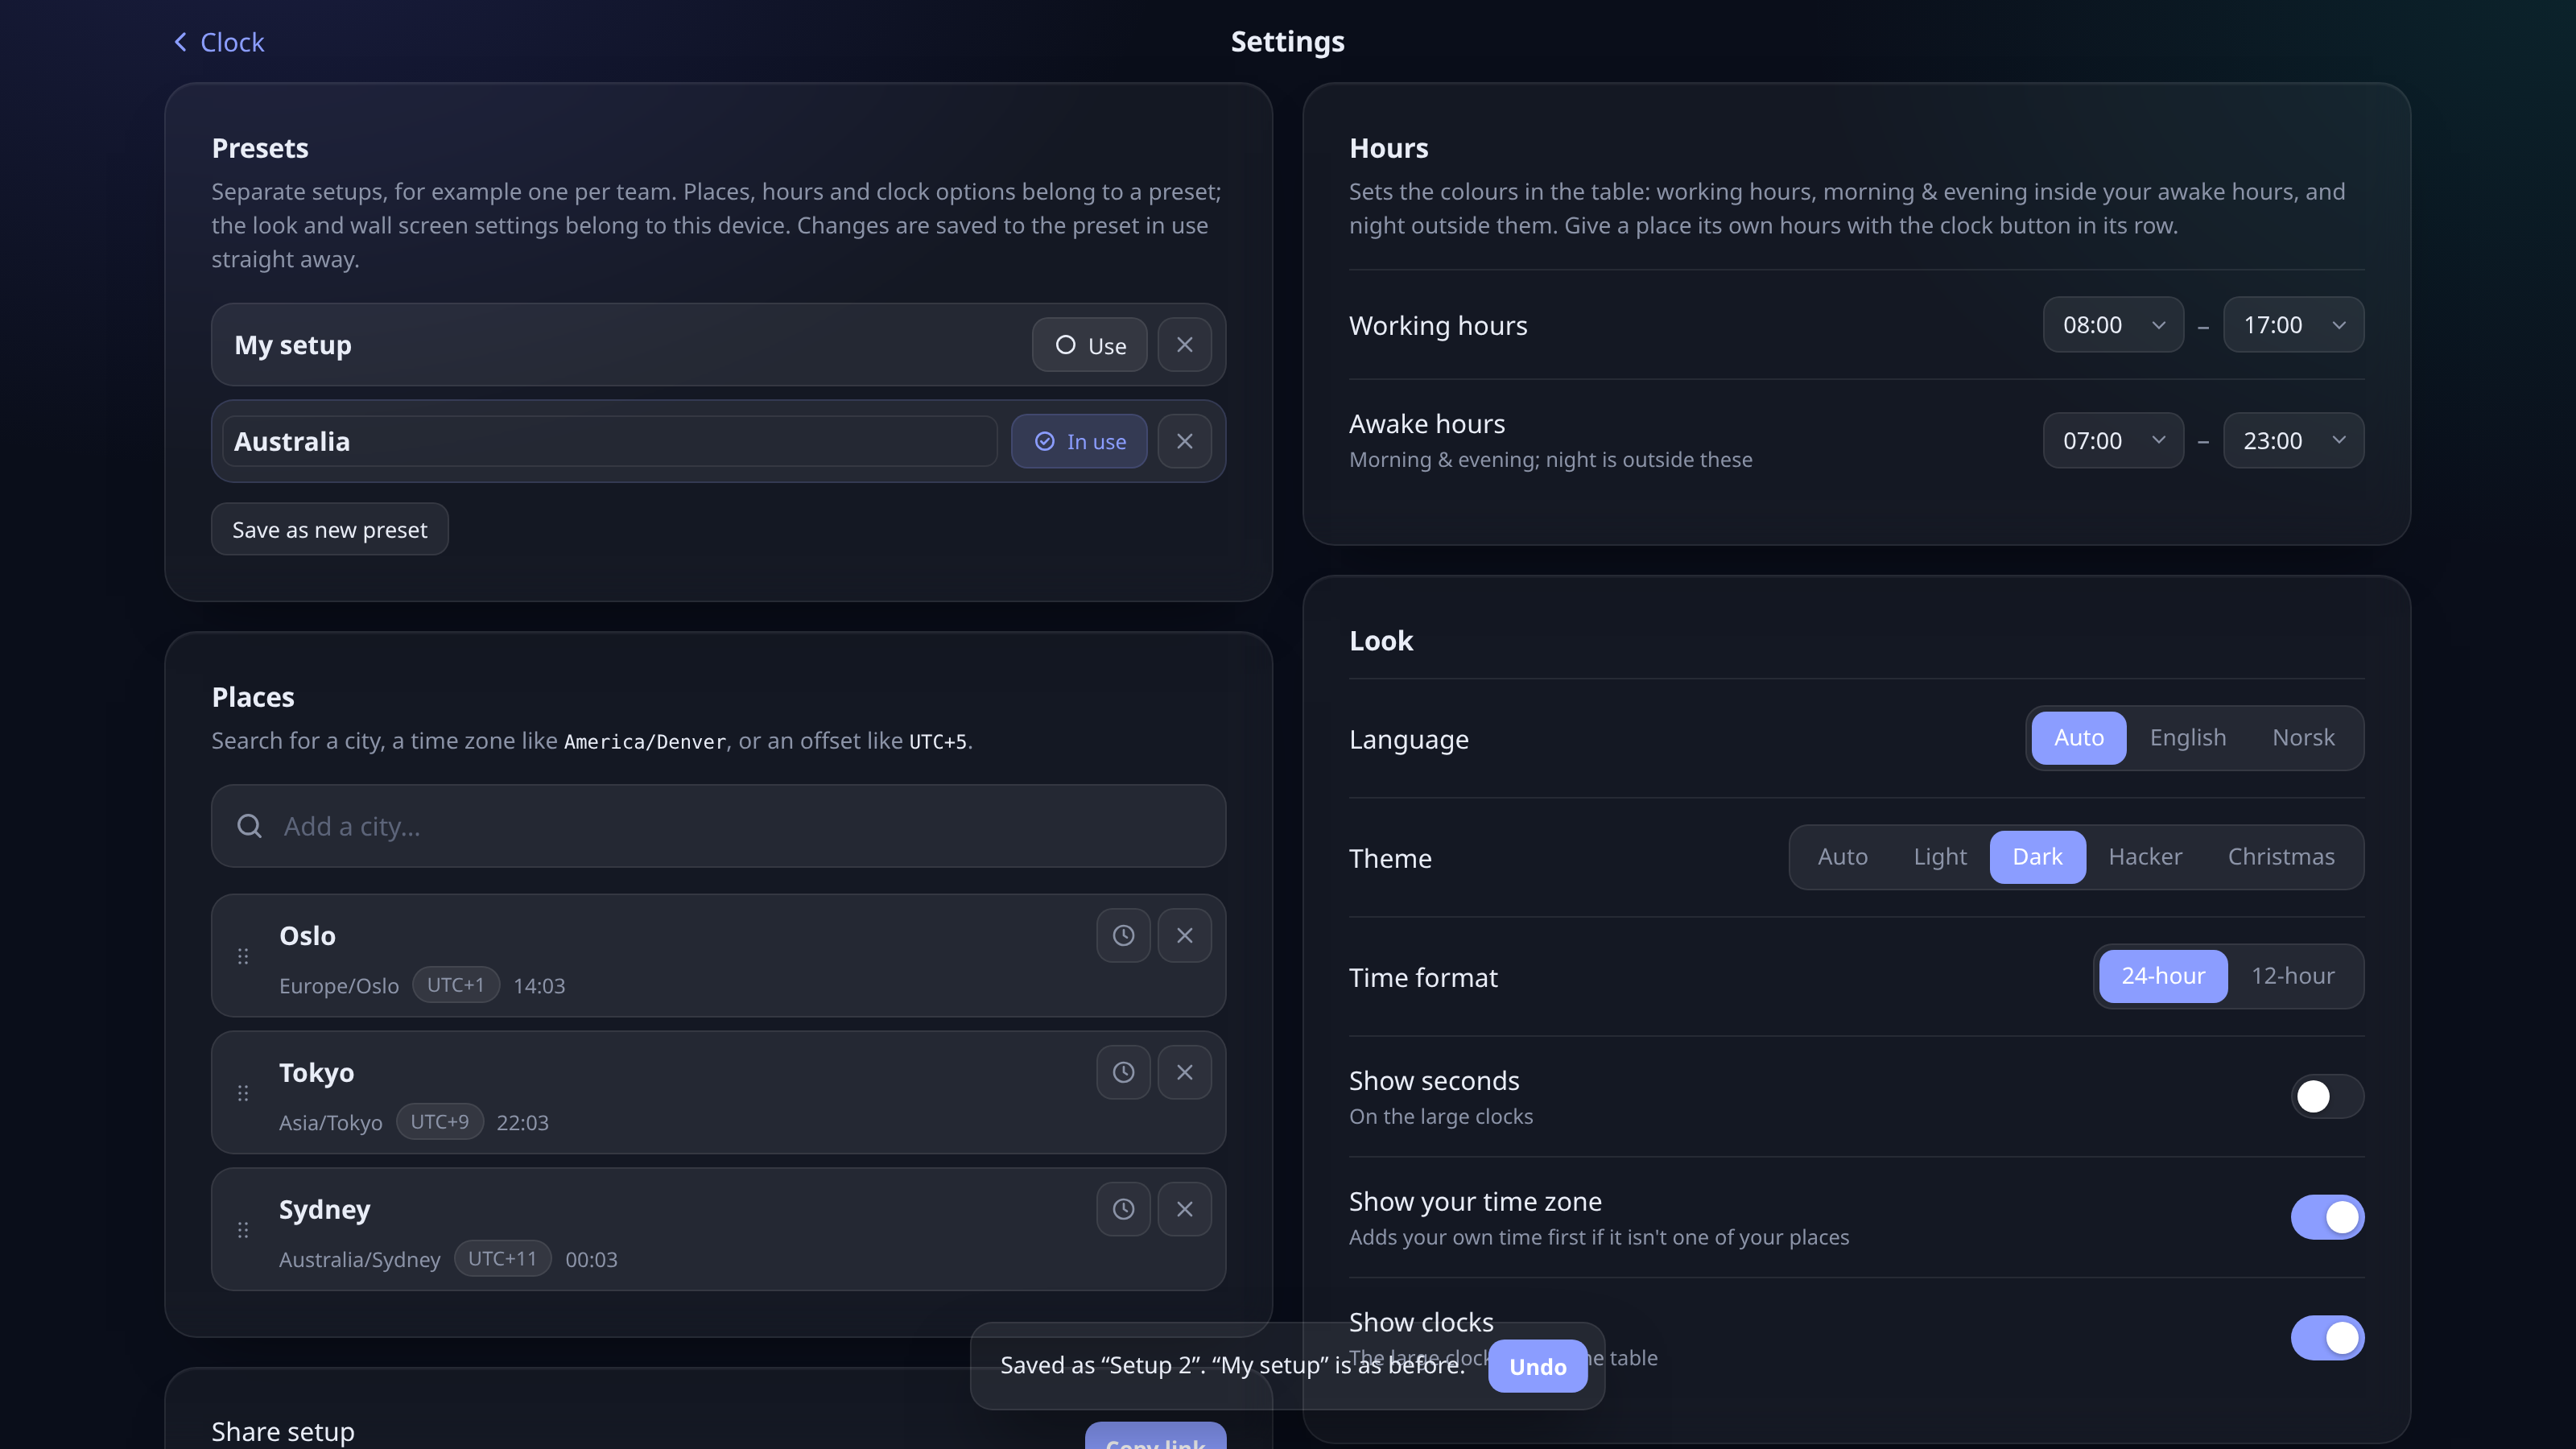 Clock
Settings
Presets
Separate setups, for example one per team. Places, hours and clock options belong to a preset;
the look and wall screen settings belong to this device. Changes are saved to the preset in use
straight away.
My setup
Use
Australia
In use
Save as new preset
Places
Search for a city, a time zone like America/Denver, or an offset like UTC+5.
Add a city...
Oslo
Europe/Oslo UTC+1 14:03
Tokyo
Asia/Tokyo UTC+9 22:03
Sydney
Australia/Sydney UTC+11 00:03
Share setup
Copy link
Hours
Sets the colours in the table: working hours, morning & evening inside your awake hours, and
night outside them. Give a place its own hours with the clock button in its row.
Working hours
08:00 – 17:00
Awake hours
Morning & evening; night is outside these
07:00 – 23:00
Look
Language
Auto English Norsk
Theme
Auto Light Dark Hacker Christmas
Time format
24-hour 12-hour
Show seconds
On the large clocks
Show your time zone
Adds your own time first if it isn't one of your places
Show clocks
The large clock table
Saved as “Setup 2”. “My setup” is as before.
Undo